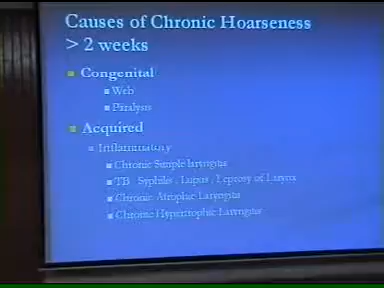 Causes of Chronic Hoarseness
> 2 weeks
Congenital
Web
Paralysis
Acquired
Inflammatory
Chronic Simple laryngitis
TB Syphilis , Lupus , Leprosy of Larynx
Chronic Atrophic Laryngitis
Chronic Hypertrophic Laryngitis